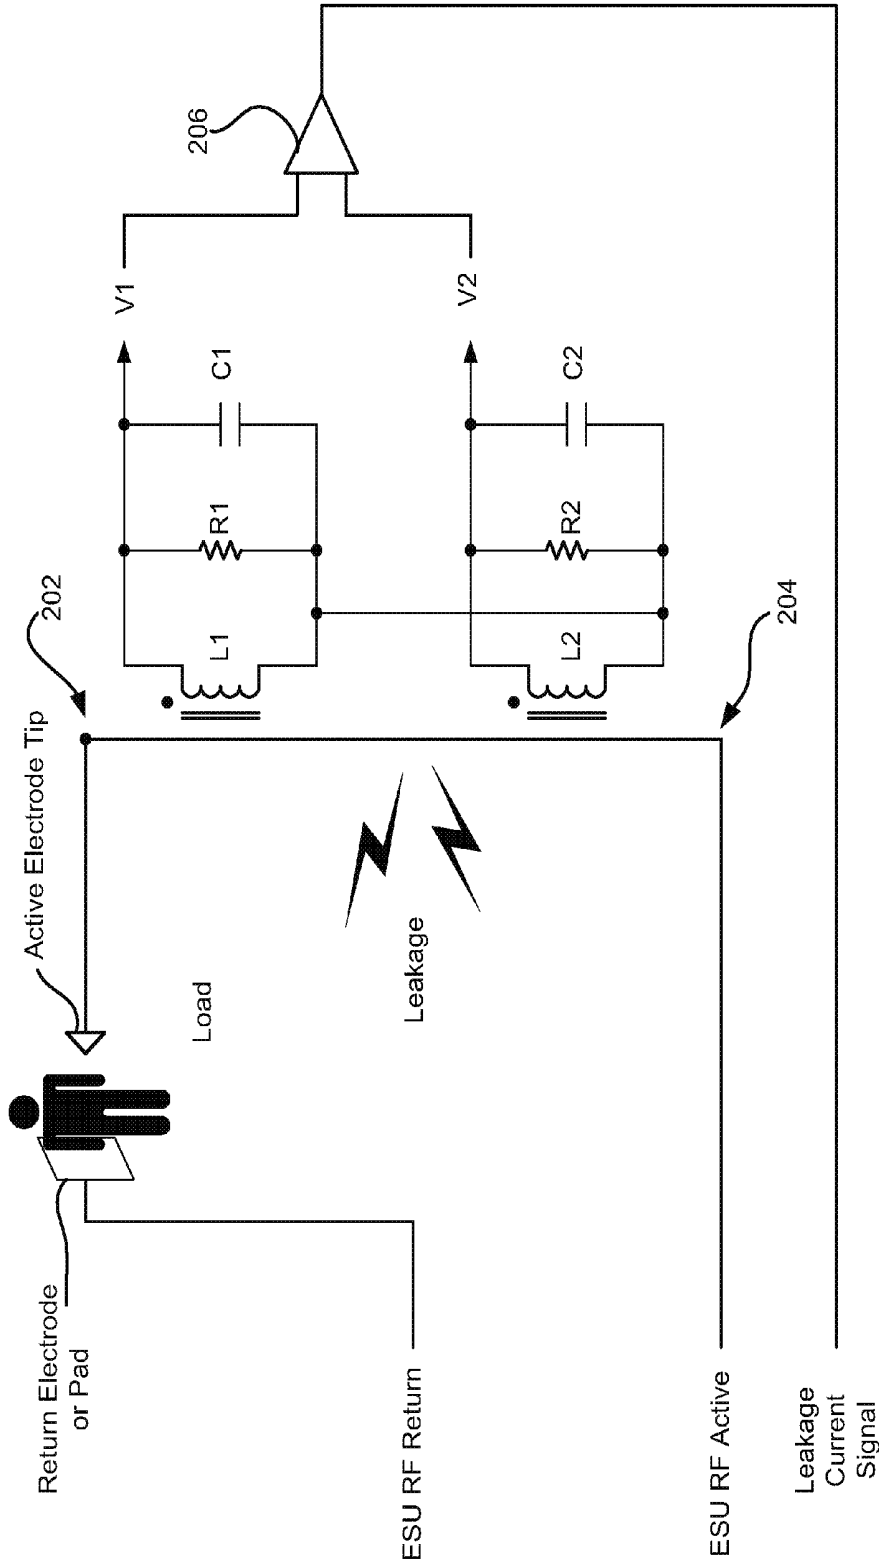 Return Electrode
or Pad
Active Electrode Tip
202
Load
Leakage
L1
R1
C1
V1
206
L2
R2
C2
V2
204
ESU RF Return
ESU RF Active
Leakage
Current
Signal